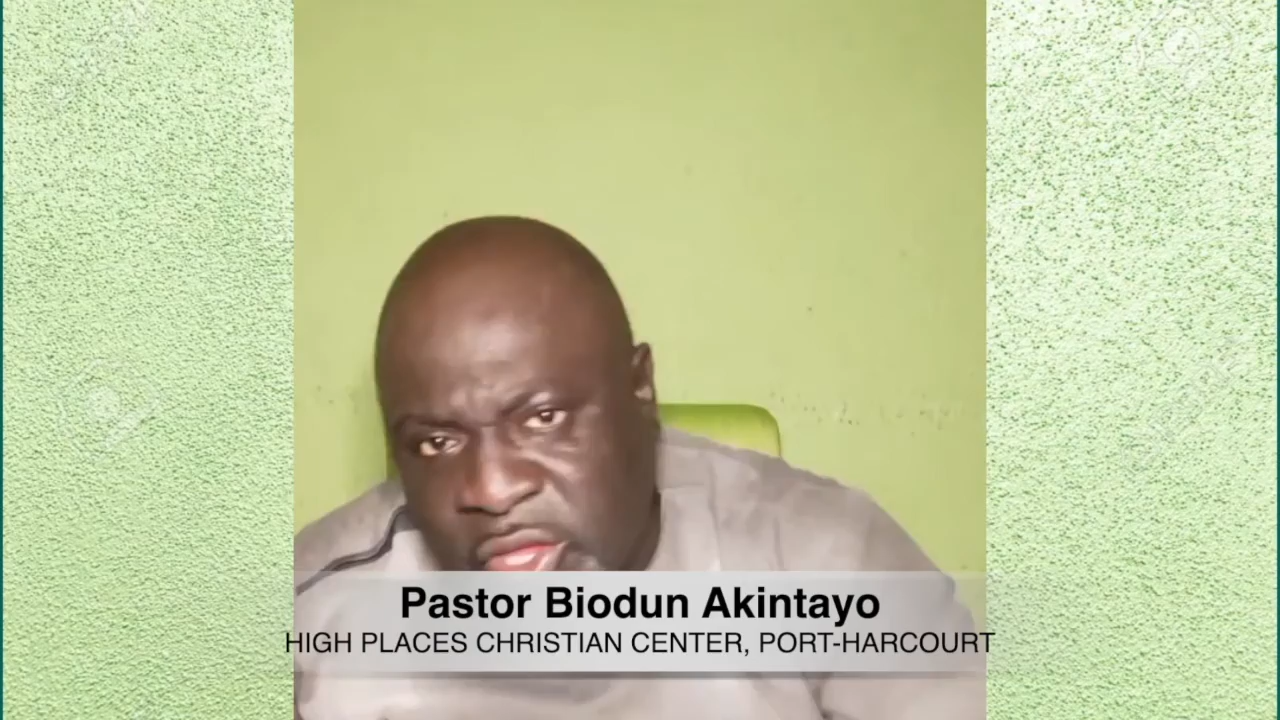 Pastor Biodun Akintayo
HIGH PLACES CHRISTIAN CENTER, PORT-HARCOURT